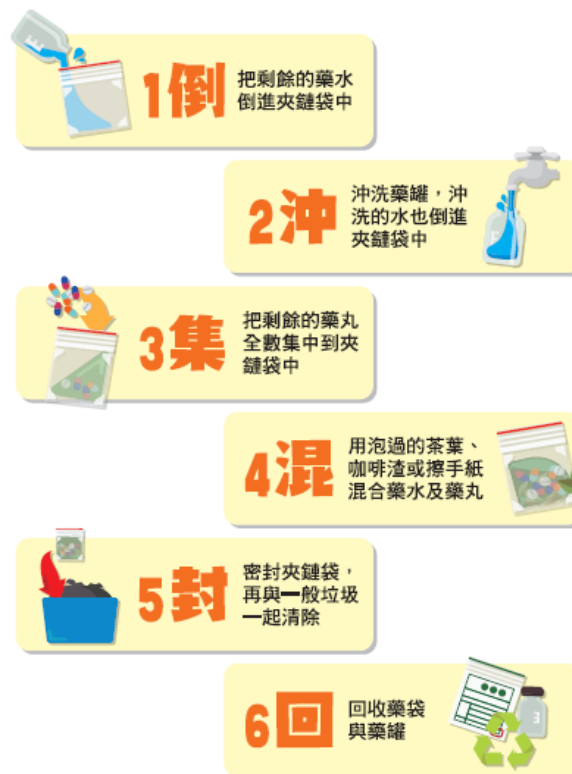 1倒
把剩餘的藥水
倒進夾鏈袋中
2沖
沖洗藥罐，沖
洗的水也倒進
夾鏈袋中
3集
把剩餘的藥丸
全數集中到夾
鏈袋中
4混
用泡過的茶葉、
咖啡渣或擦手紙
混合藥水及藥丸
5封
密封夾鏈袋，
再與一般垃圾
一起清除
6回
回收藥袋
與藥罐